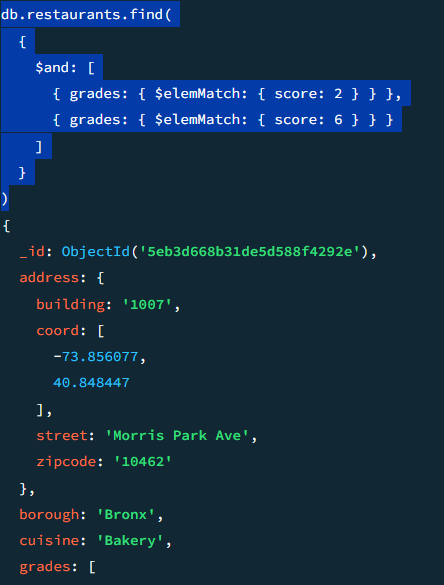 db.restaurants.find(
  {
    $and: [
      { grades: { $elemMatch: { score: 2 } } },
      { grades: { $elemMatch: { score: 6 } } }
    ]
  }
)
{
  _id: ObjectId('5eb3d668b31de5d588f4292e'),
  address: {
    building: '1007',
    coord: [
      -73.856077,
      40.848447
    ],
    street: 'Morris Park Ave',
    zipcode: '10462'
  },
  borough: 'Bronx',
  cuisine: 'Bakery',
  grades: [